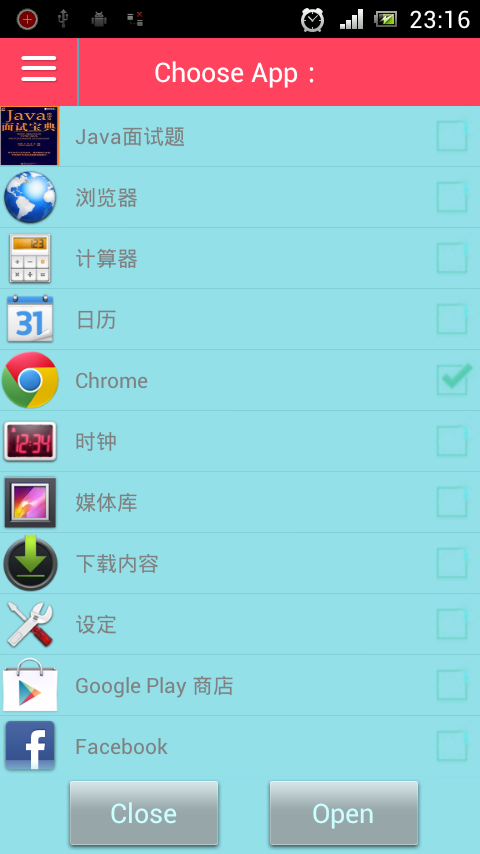 23:16
Choose App：
Java
面试宝典
Java面试题
浏览器
23
计算器
31
日历
Chrome
12:34
时钟
媒体库
下载内容
设定
Google Play 商店
f
Facebook
Close
Open